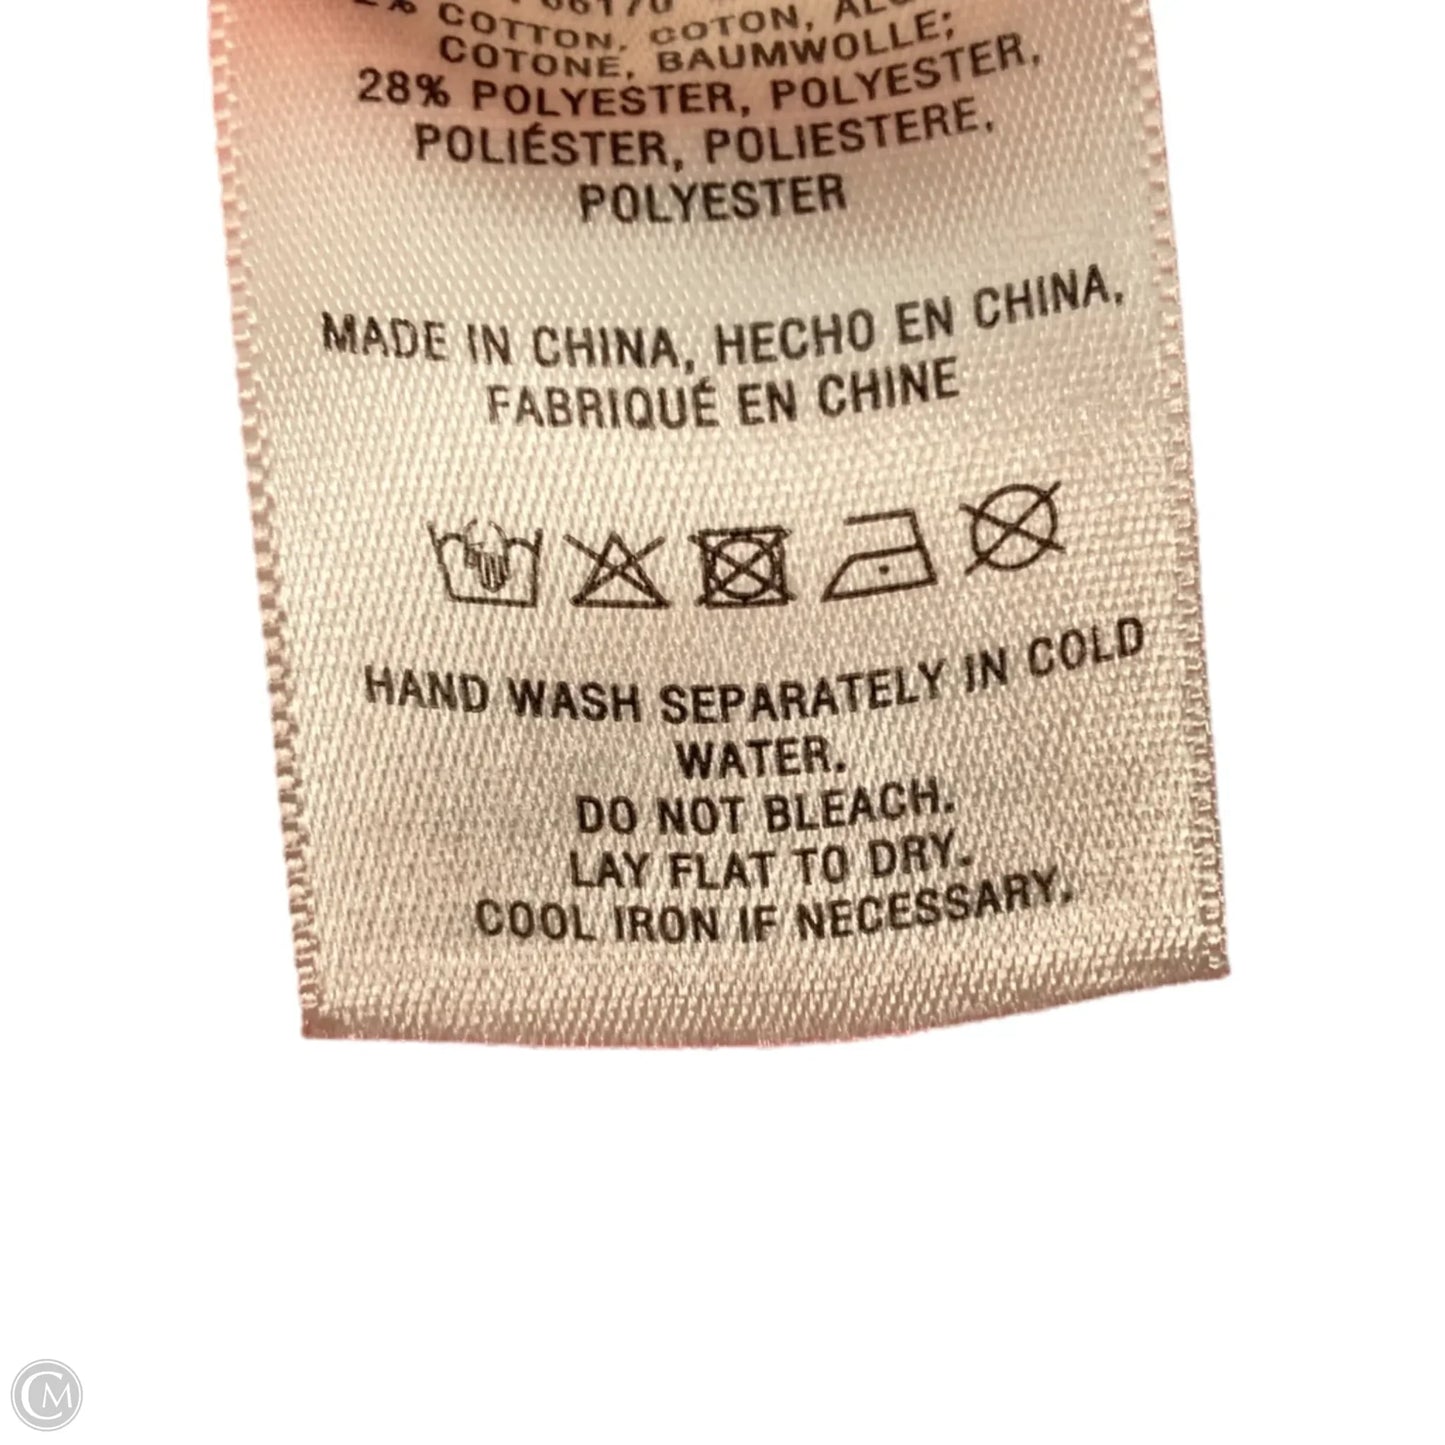 COTTON, COTON,
COTONE, BAUMWOLLE;
28% POLYESTER, POLYESTER,
POLIÉSTER, POLIESTERE,
POLYESTER
MADE IN CHINA, HECHO EN CHINA,
FABRIQUÉ EN CHINE
HAND WASH SEPARATELY IN COLD
WATER.
DO NOT BLEACH.
LAY FLAT TO DRY.
COOL IRON IF NECESSARY.
CM